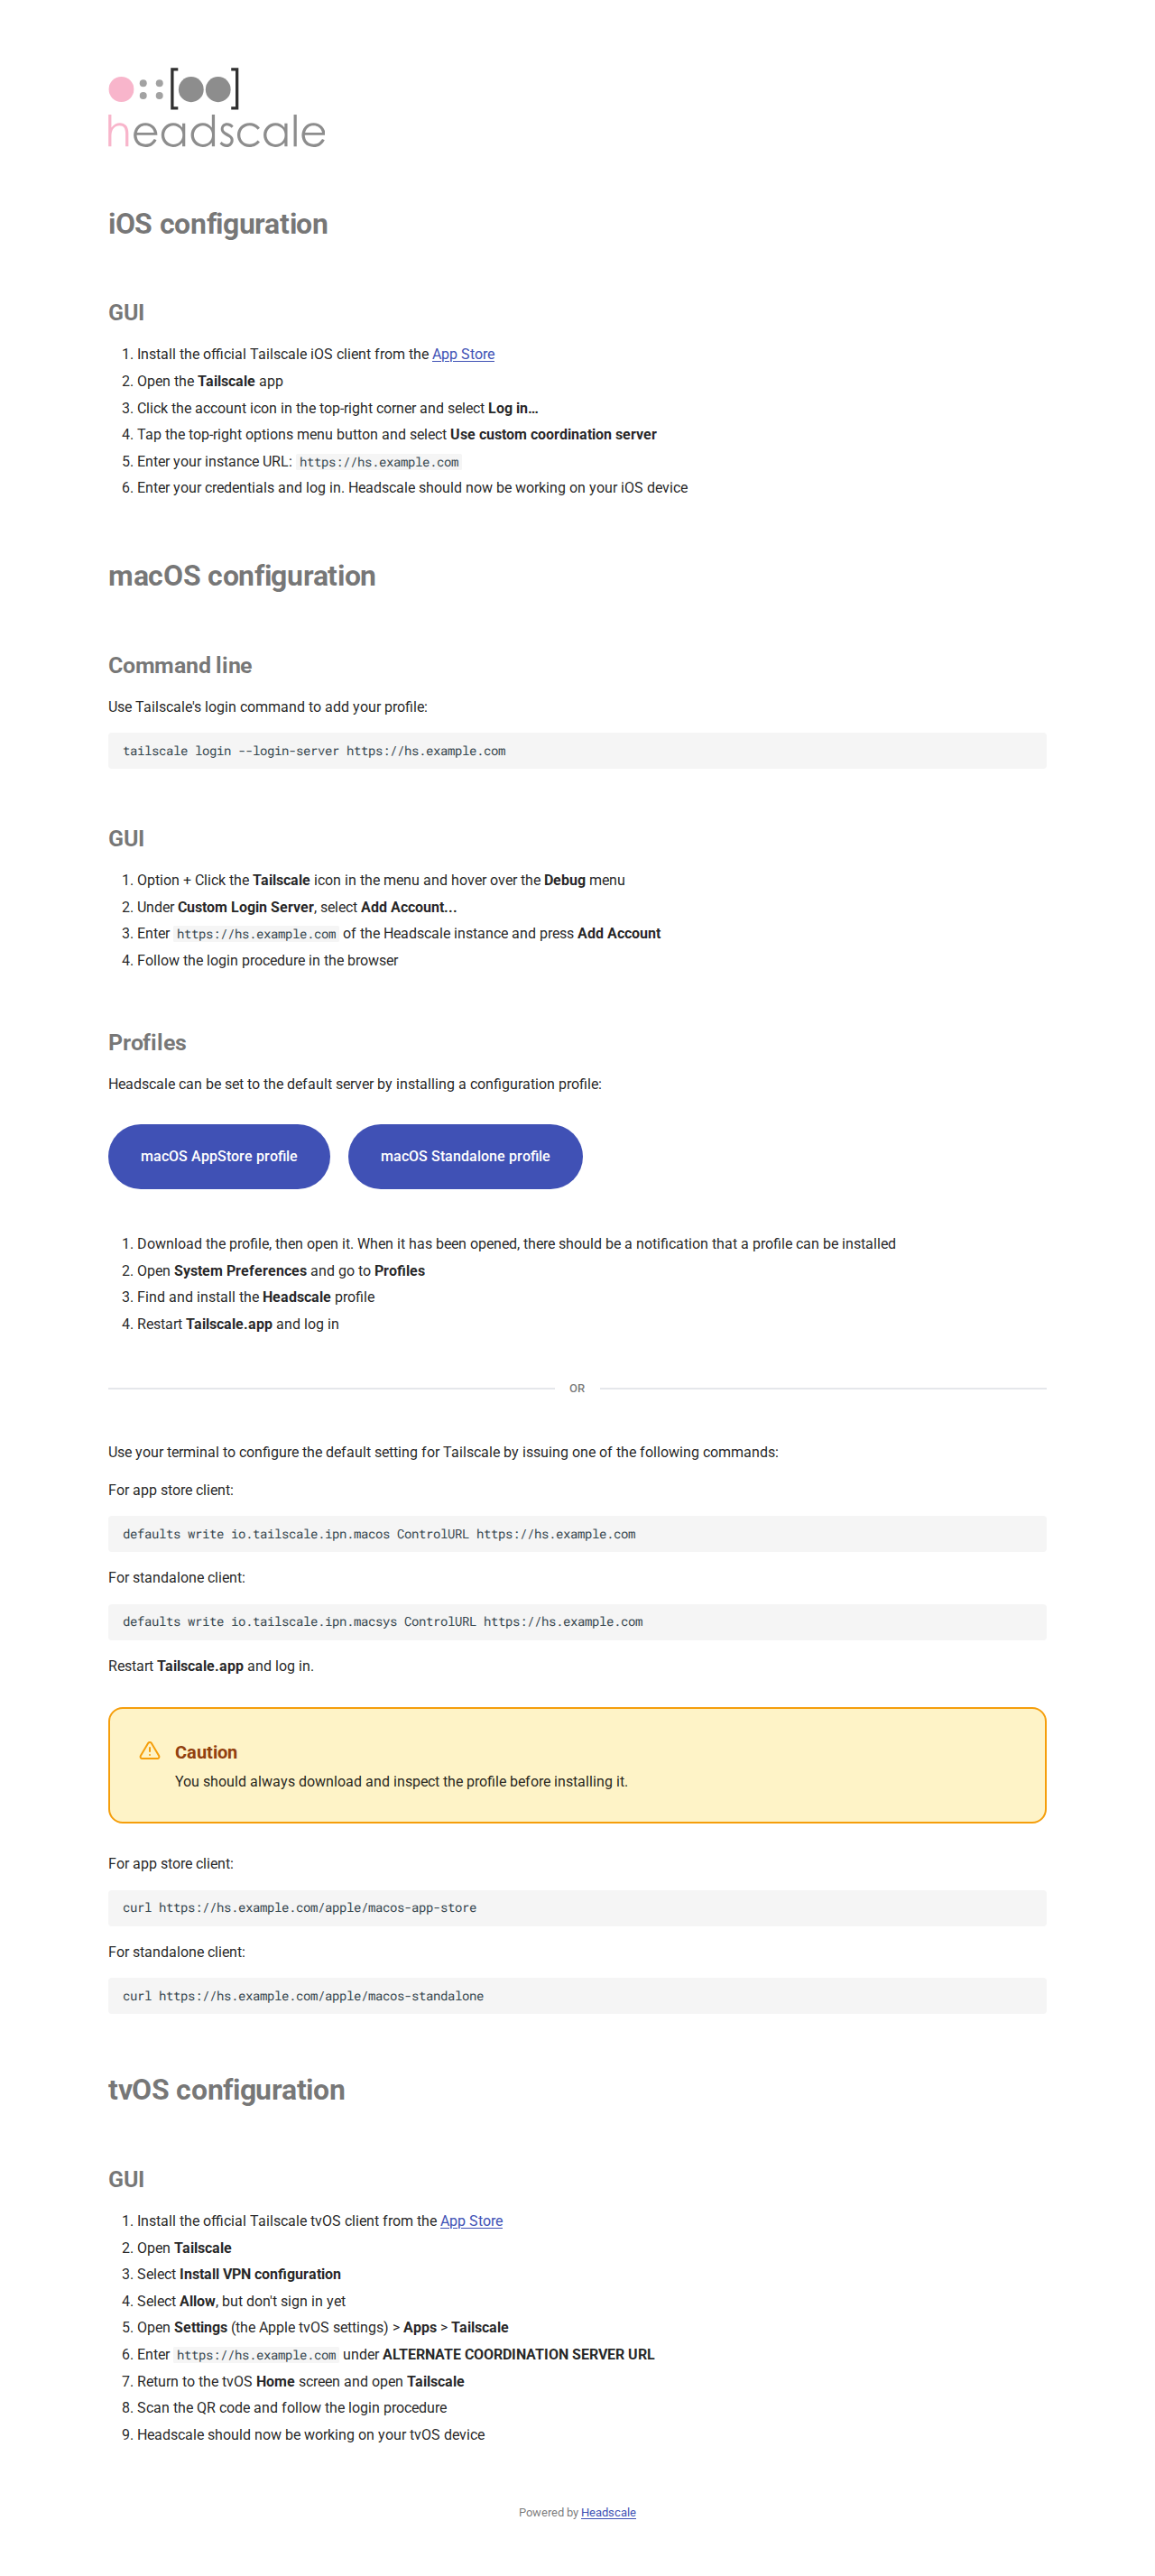 headscale
iOS configuration
GUI
1. Install the official Tailscale iOS client from the App Store
2. Open the Tailscale app
3. Click the account icon in the top-right corner and select Log in…
4. Tap the top-right options menu button and select Use custom coordination server
5. Enter your instance URL: https://hs.example.com
6. Enter your credentials and log in. Headscale should now be working on your iOS device
macOS configuration
Command line
Use Tailscale's login command to add your profile:
tailscale login --login-server https://hs.example.com
GUI
1. Option + Click the Tailscale icon in the menu and hover over the Debug menu
2. Under Custom Login Server, select Add Account...
3. Enter https://hs.example.com of the Headscale instance and press Add Account
4. Follow the login procedure in the browser
Profiles
Headscale can be set to the default server by installing a configuration profile:
macOS AppStore profile macOS Standalone profile
1. Download the profile, then open it. When it has been opened, there should be a notification that a profile can be installed
2. Open System Preferences and go to Profiles
3. Find and install the Headscale profile
4. Restart Tailscale.app and log in
OR
Use your terminal to configure the default setting for Tailscale by issuing one of the following commands:
For app store client:
defaults write io.tailscale.ipn.macos ControlURL https://hs.example.com
For standalone client:
defaults write io.tailscale.ipn.macsys ControlURL https://hs.example.com
Restart Tailscale.app and log in.
Caution
You should always download and inspect the profile before installing it.
For app store client:
curl https://hs.example.com/apple/macos-app-store
For standalone client:
curl https://hs.example.com/apple/macos-standalone
tvOS configuration
GUI
1. Install the official Tailscale tvOS client from the App Store
2. Open Tailscale
3. Select Install VPN configuration
4. Select Allow, but don't sign in yet
5. Open Settings (the Apple tvOS settings) > Apps > Tailscale
6. Enter https://hs.example.com under ALTERNATE COORDINATION SERVER URL
7. Return to the tvOS Home screen and open Tailscale
8. Scan the QR code and follow the login procedure
9. Headscale should now be working on your tvOS device
Powered by Headscale